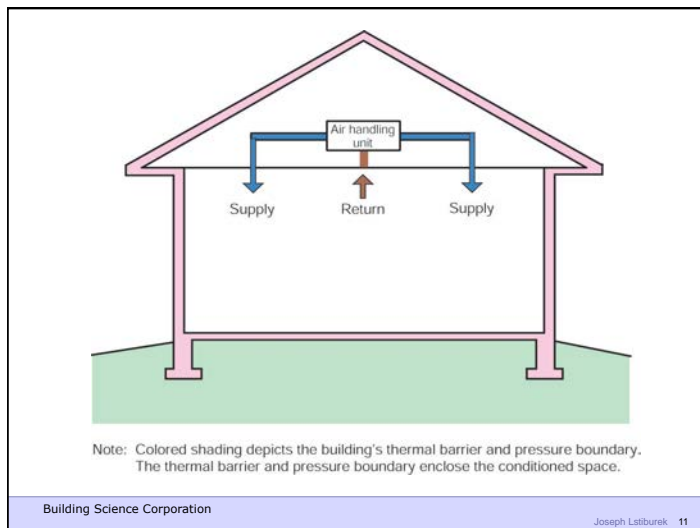 Air handling
unit
Supply
Return
Supply
Note: Colored shading depicts the building's thermal barrier and pressure boundary.
The thermal barrier and pressure boundary enclose the conditioned space.
Building Science Corporation
Joseph Lstiburek 11